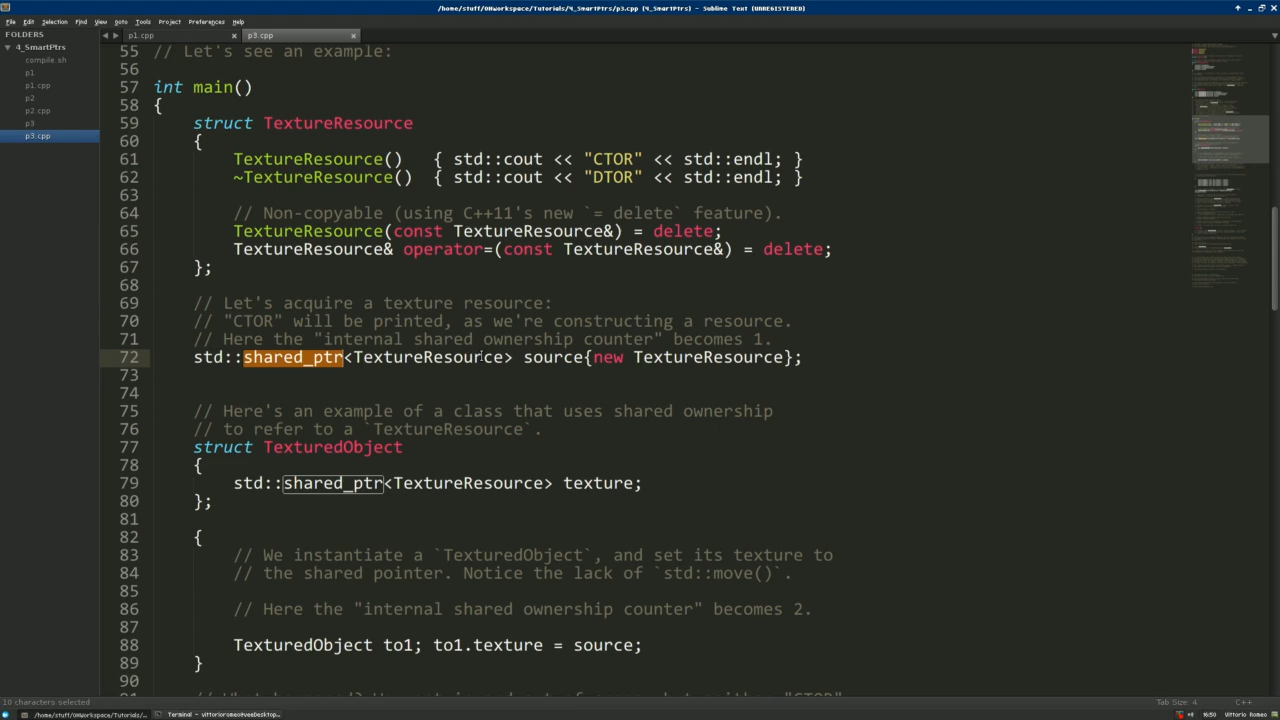 /home/stuff/OHWorkspace/Tutorials/4_SmartPtrs/p3.cpp (4_SmartPtrs) - Sublime Text (UNREGISTERED)
File Edit Selection Find View Goto Tools Project Preferences Help
FOLDERS
4_SmartPtrs
compile.sh
p1
p1.cpp
p2
p2.cpp
p3
p3.cpp
p1.cpp p3.cpp
55 // Let's see an example:
56
57 int main()
58 {
59 struct TextureResource
60 {
61 TextureResource() { std::cout << "CTOR" << std::endl; }
62 ~TextureResource() { std::cout << "DTOR" << std::endl; }
63
64 // Non-copyable (using C++11's new `= delete` feature).
65 TextureResource(const TextureResource&) = delete;
66 TextureResource& operator=(const TextureResource&) = delete;
67 };
68
69 // Let's acquire a texture resource:
70 // "CTOR" will be printed, as we're constructing a resource.
71 // Here the "internal shared ownership counter" becomes 1.
72 std::shared_ptr<TextureResource> source{new TextureResource};
73
74
75 // Here's an example of a class that uses shared ownership
76 // to refer to a `TextureResource`.
77 struct TexturedObject
78 {
79 std::shared_ptr<TextureResource> texture;
80 };
81
82 {
83 // We instantiate a `TexturedObject`, and set its texture to
84 // the shared pointer. Notice the lack of `std::move()`.
85
86 // Here the "internal shared ownership counter" becomes 2.
87
88 TexturedObject to1; to1.texture = source;
89 }
90
10 characters selected Tab Size: 4 C++
/home/stuff/OHWorkspace/Tutorials/4_SmartPtrs/... Terminal - vittorioromeo@veeDesktop... 16:50 Vittorio Romeo